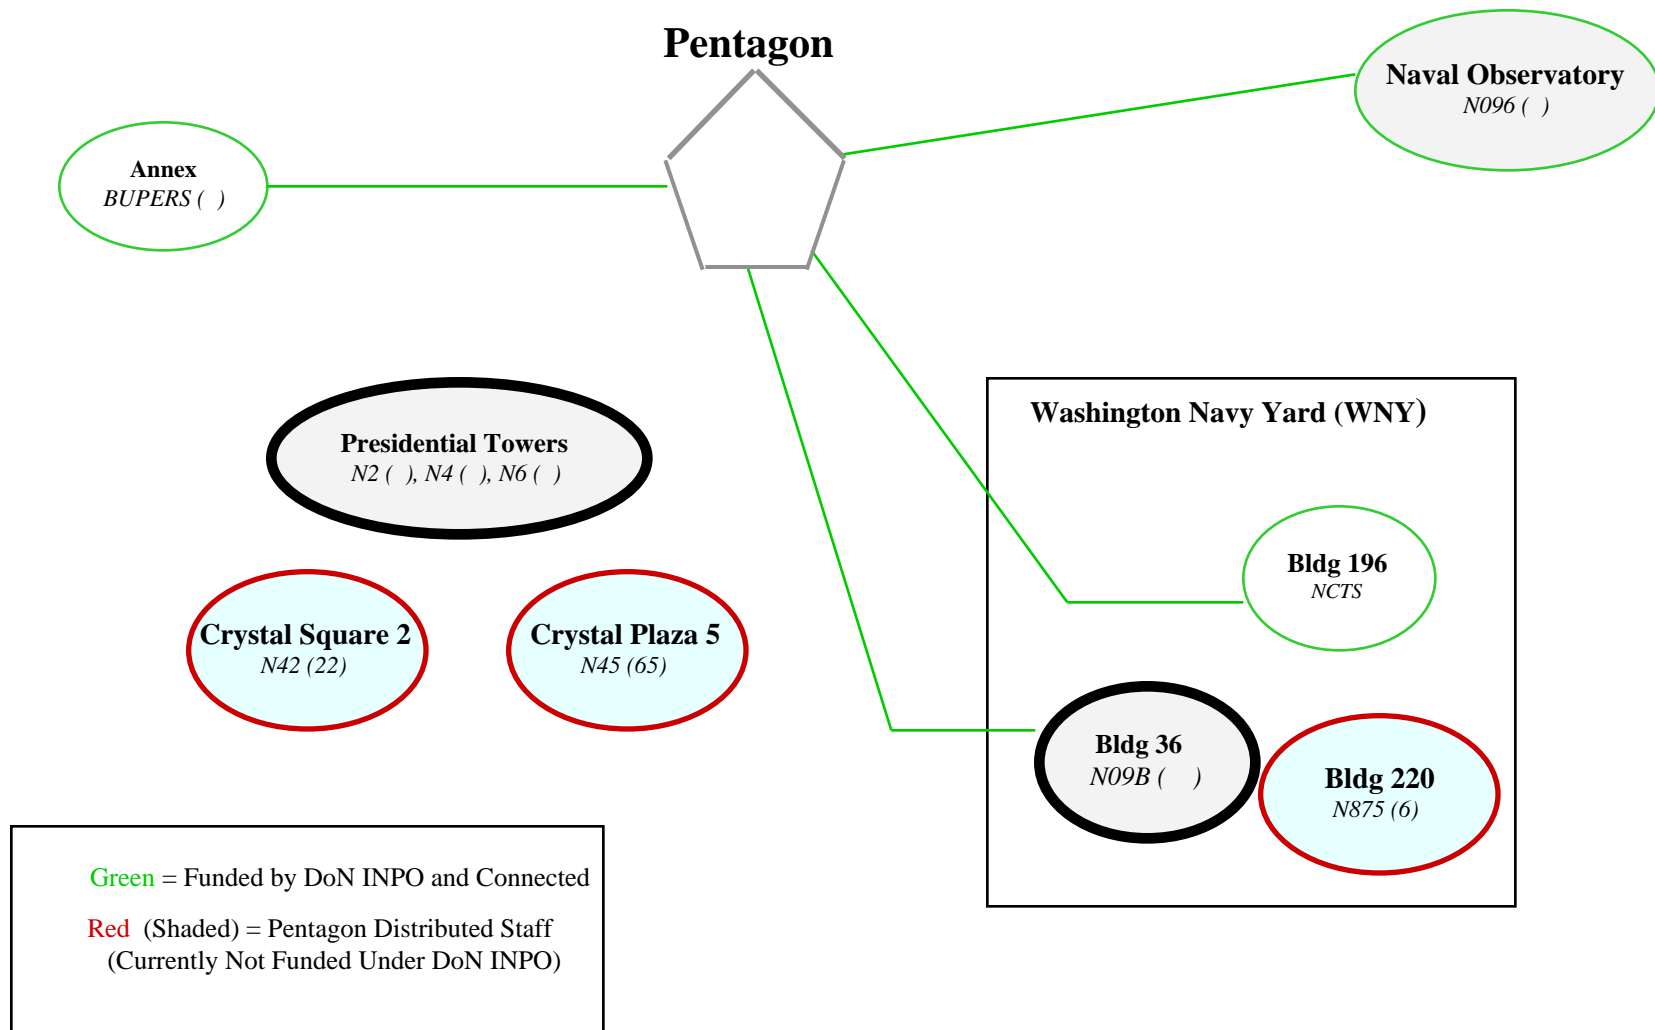 Pentagon
Naval Observatory
N096 (  )
Annex
BUPERS (  )
Washington Navy Yard (WNY)
Presidential Towers
N2 (  ), N4 (  ), N6 (  )
Bldg 196
NCTS
Crystal Square 2
N42 (22)
Crystal Plaza 5
N45 (65)
Bldg 36
N09B (    )
Bldg 220
N875 (6)
Green = Funded by DoN INPO and Connected
Red  (Shaded) = Pentagon Distributed Staff
(Currently Not Funded Under DoN INPO)